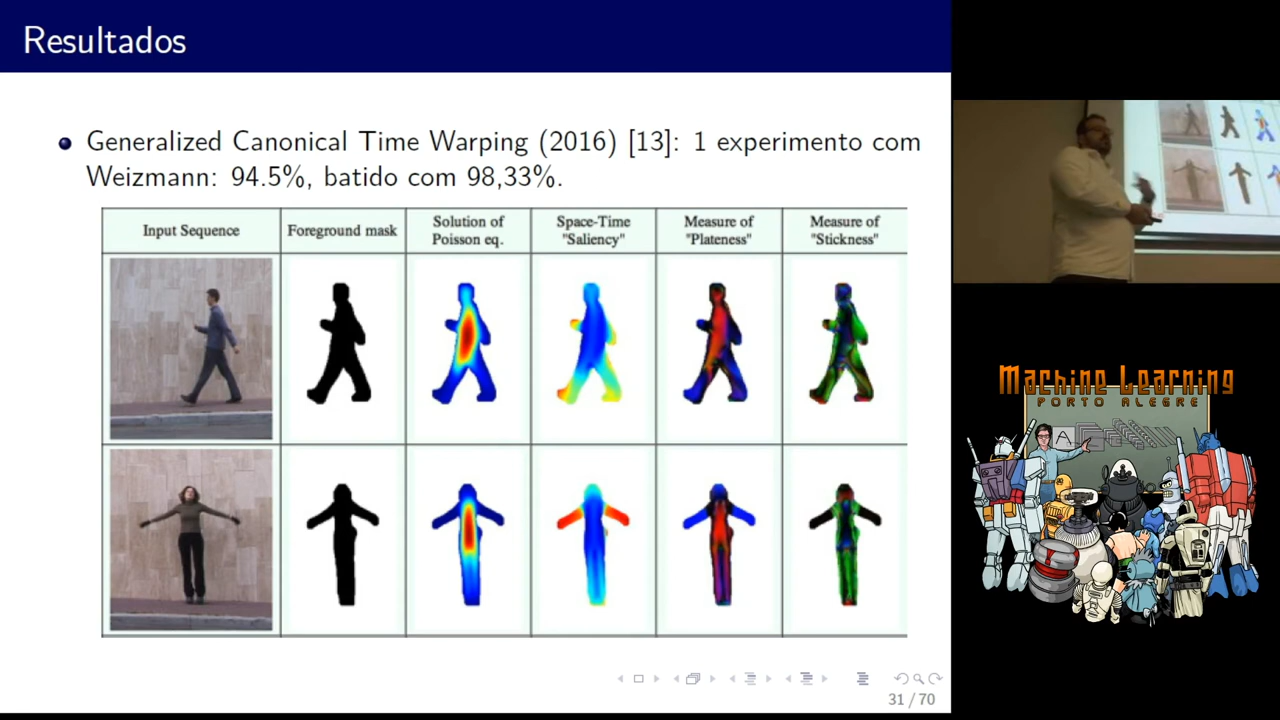 Resultados
Generalized Canonical Time Warping (2016) [13]: 1 experimento com
Weizmann: 94.5%, batido com 98,33%.
Input Sequence
Foreground mask
Solution of
Poisson eq.
Space-Time
"Saliency"
Measure of
"Plateness"
Measure of
"Stickness"
31 / 70
Machine Learning
PORTO ALEGRE
A